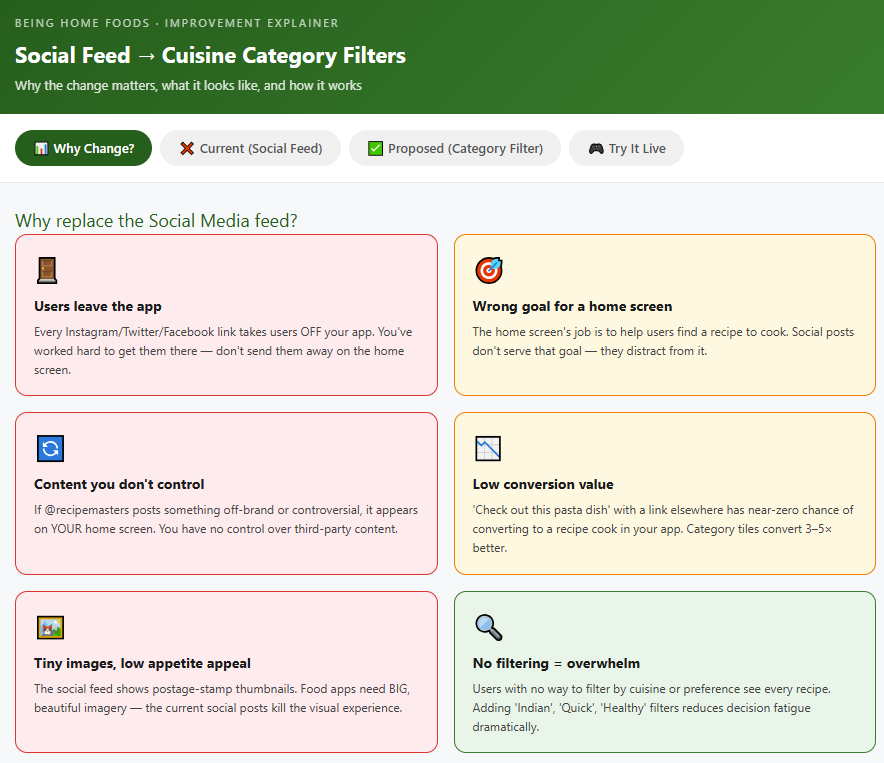 BEING HOME FOODS · IMPROVEMENT EXPLAINER
Social Feed → Cuisine Category Filters
Why the change matters, what it looks like, and how it works
Why Change?
Current (Social Feed)
Proposed (Category Filter)
Try It Live
Why replace the Social Media feed?
Users leave the app
Every Instagram/Twitter/Facebook link takes users OFF your app. You've
worked hard to get them there — don't send them away on the home
screen.
Wrong goal for a home screen
The home screen's job is to help users find a recipe to cook. Social posts
don't serve that goal — they distract from it.
Content you don't control
If @recipemasters posts something off-brand or controversial, it appears
on YOUR home screen. You have no control over third-party content.
Low conversion value
'Check out this pasta dish' with a link elsewhere has near-zero chance of
converting to a recipe cook in your app. Category tiles convert 3–5×
better.
Tiny images, low appetite appeal
The social feed shows postage-stamp thumbnails. Food apps need BIG,
beautiful imagery — the current social posts kill the visual experience.
No filtering = overwhelm
Users with no way to filter by cuisine or preference see every recipe.
Adding 'Indian', 'Quick', 'Healthy' filters reduces decision fatigue
dramatically.